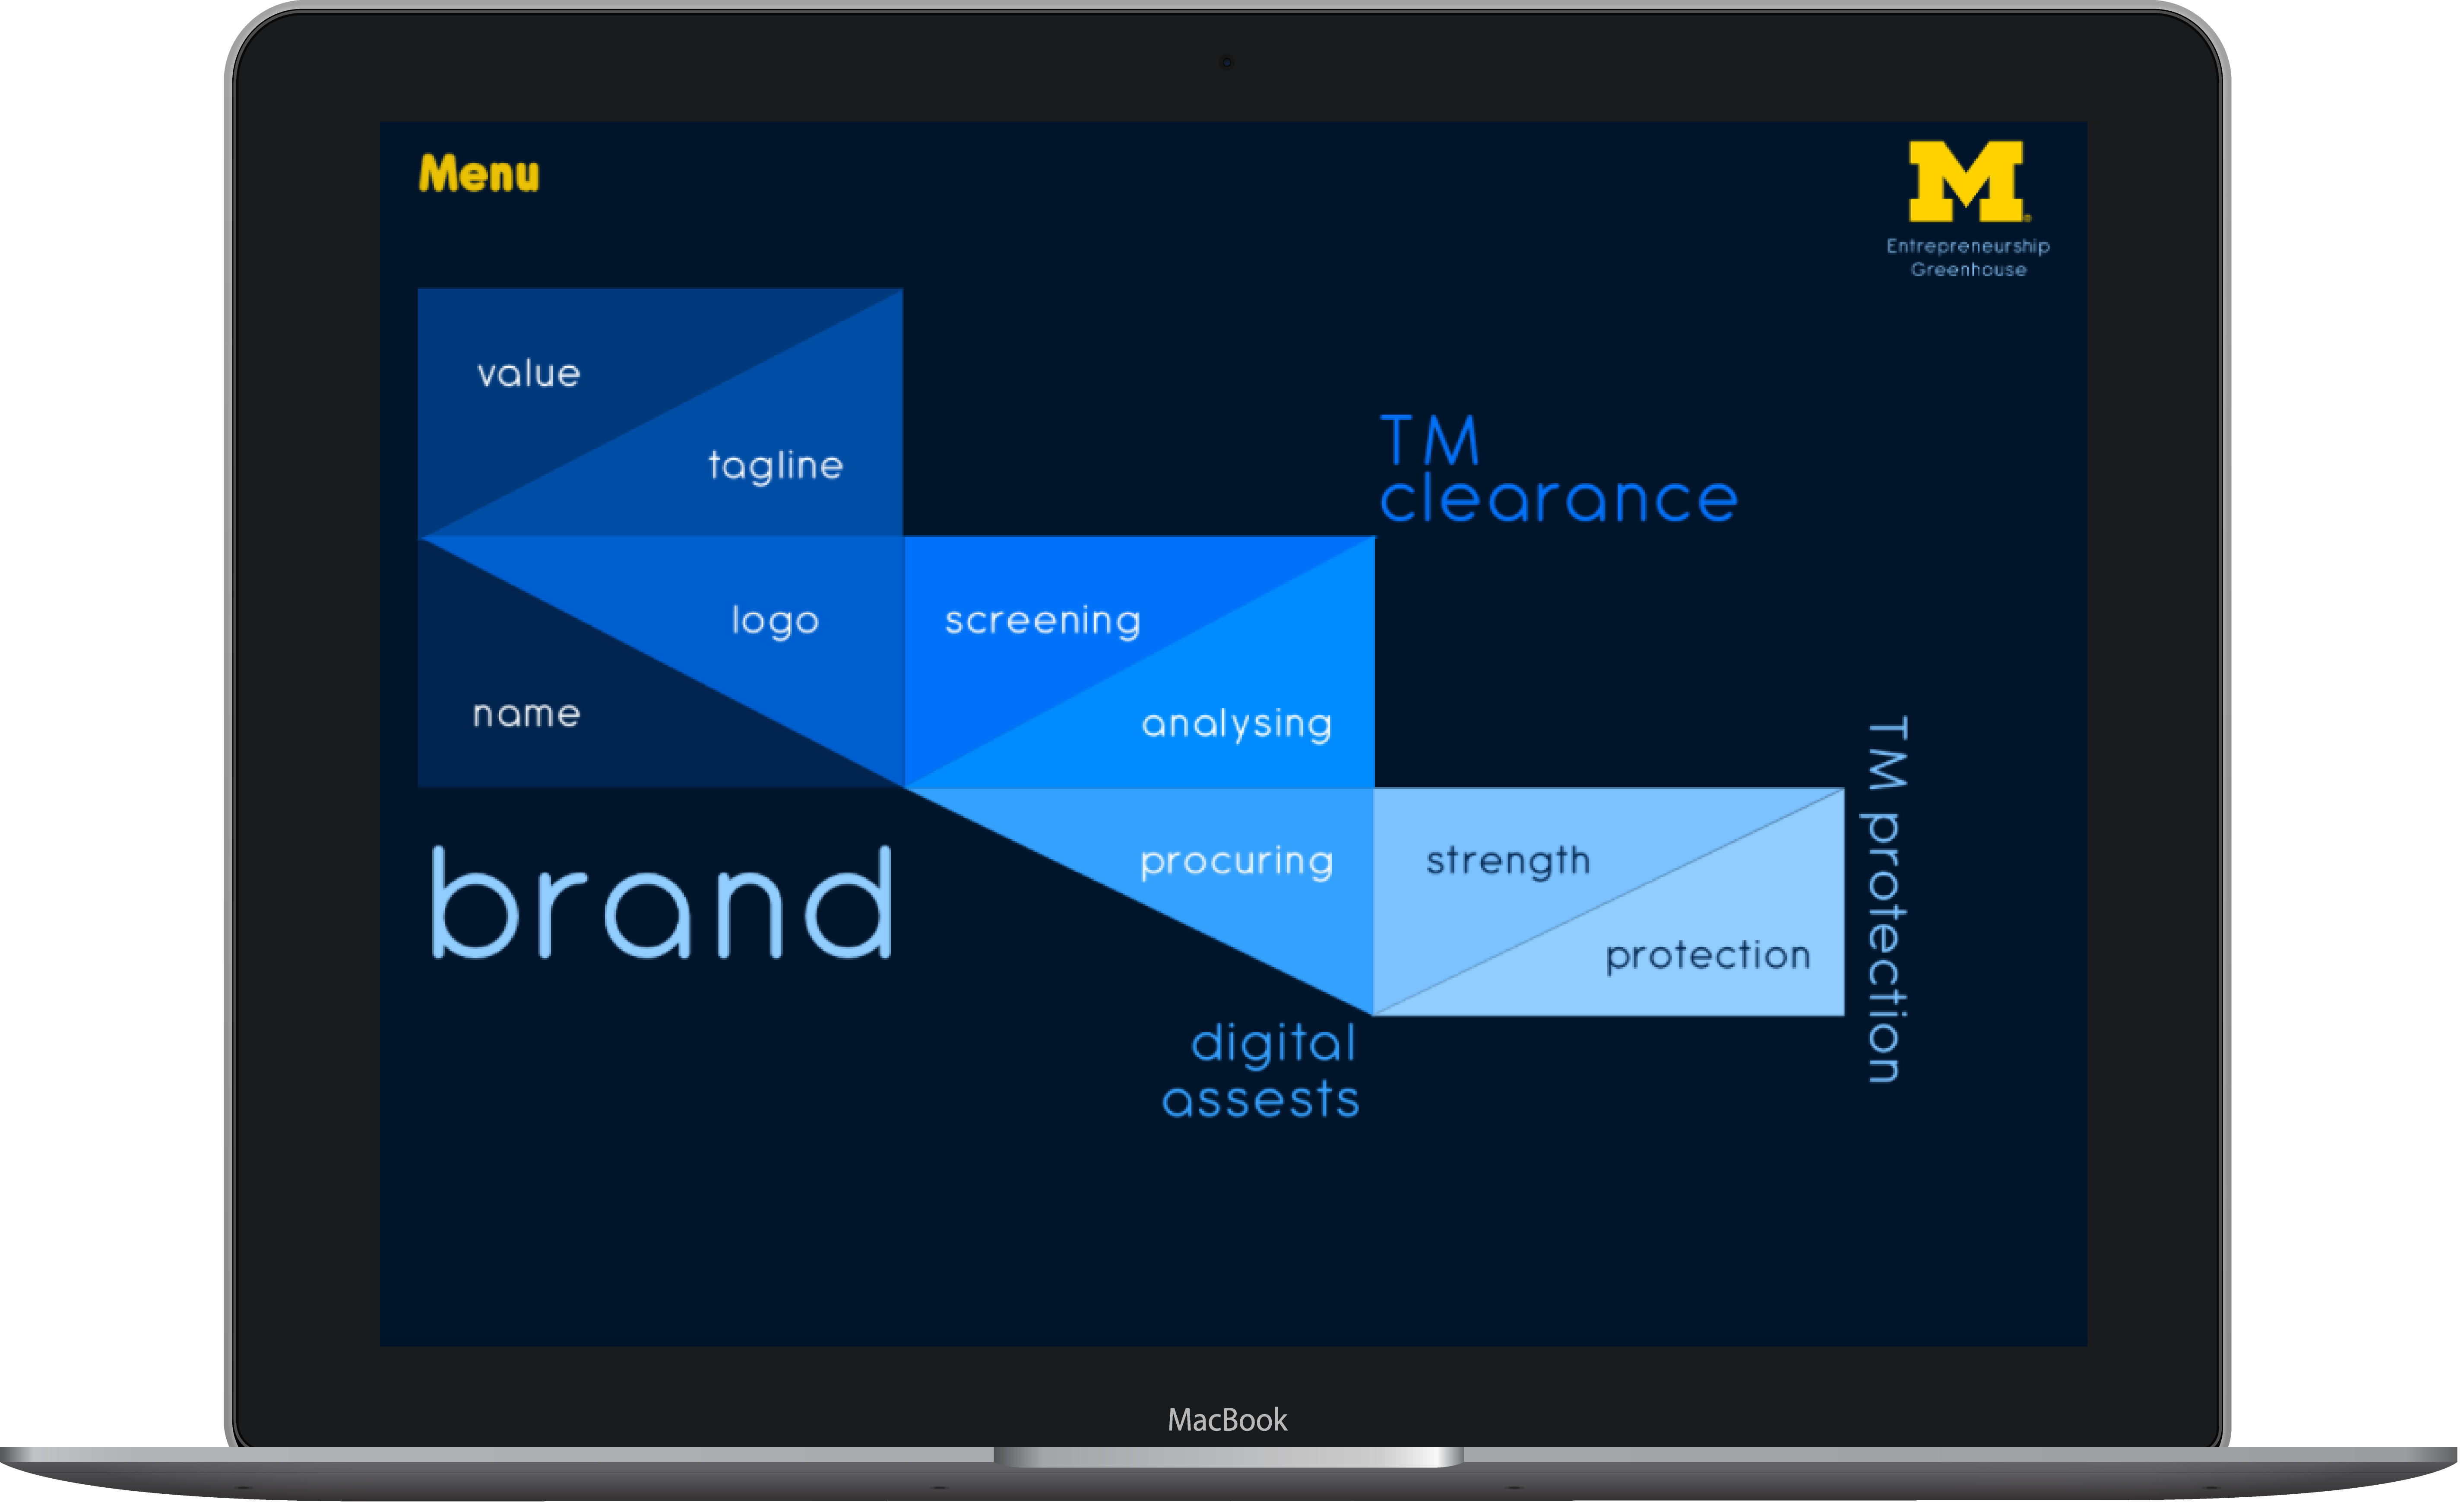 Menu
M
Entrepreneurship
Greenhouse
value
tagline
TM
clearance
logo
screening
name
analysing
TM protection
brand
procuring
strength
protection
digital
assests
MacBook